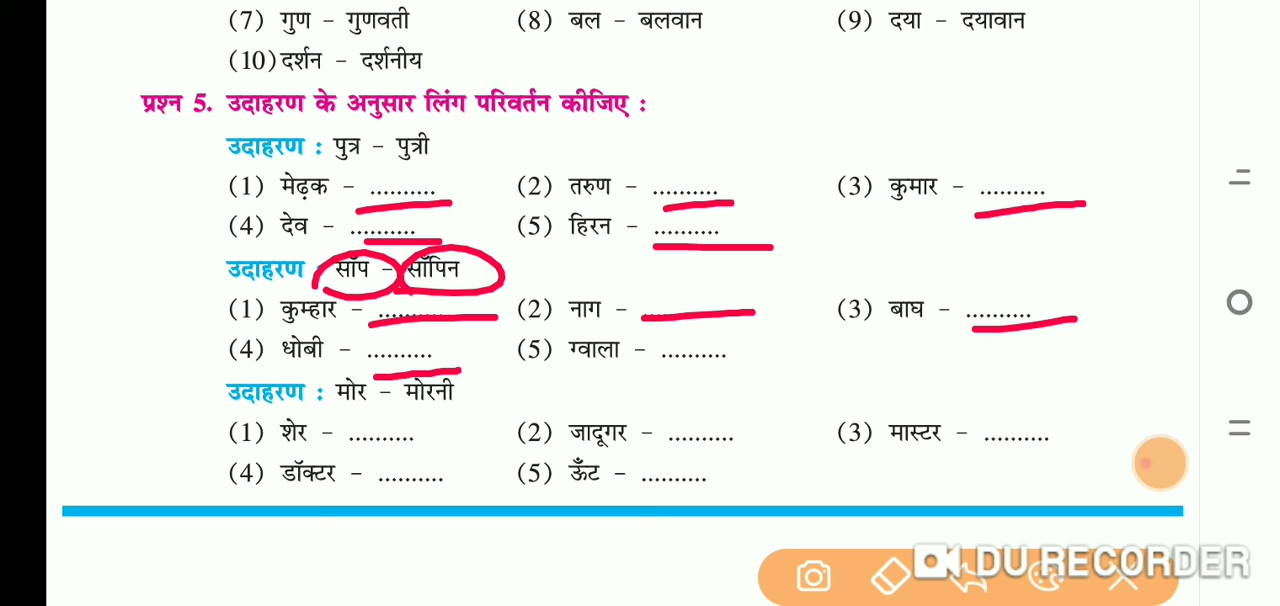 (7) गुण – गुणवती (8) बल – बलवान (9) दया – दयावान
(10) दर्शन – दर्शनीय
प्रश्न 5. उदाहरण के अनुसार लिंग परिवर्तन कीजिए :
उदाहरण : पुत्र – पुत्री
(1) मेढ़क – .......... (2) तरुण – .......... (3) कुमार – ..........
(4) देव – .......... (5) हिरन – ..........
उदाहरण : साँप – साँपिन
(1) कुम्हार – .......... (2) नाग – .......... (3) बाघ – ..........
(4) धोबी – .......... (5) ग्वाला – ..........
उदाहरण : मोर – मोरनी
(1) शेर – .......... (2) जादूगर – .......... (3) मास्टर – ..........
(4) डॉक्टर – .......... (5) ऊँट – ..........
DU RECORDER